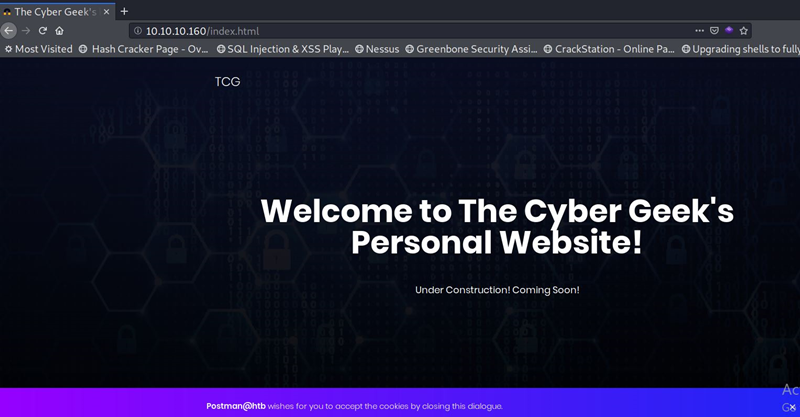 The Cyber Geek's
10.10.10.160/index.html
Most Visited Hash Cracker Page - Ov... SQL Injection & XSS Play... Nessus Greenbone Security Assi... CrackStation - Online Pa... Upgrading shells to fully
TCG
Welcome to The Cyber Geek's
Personal Website!
Under Construction! Coming Soon!
Postman@htb wishes for you to accept the cookies by closing this dialogue.